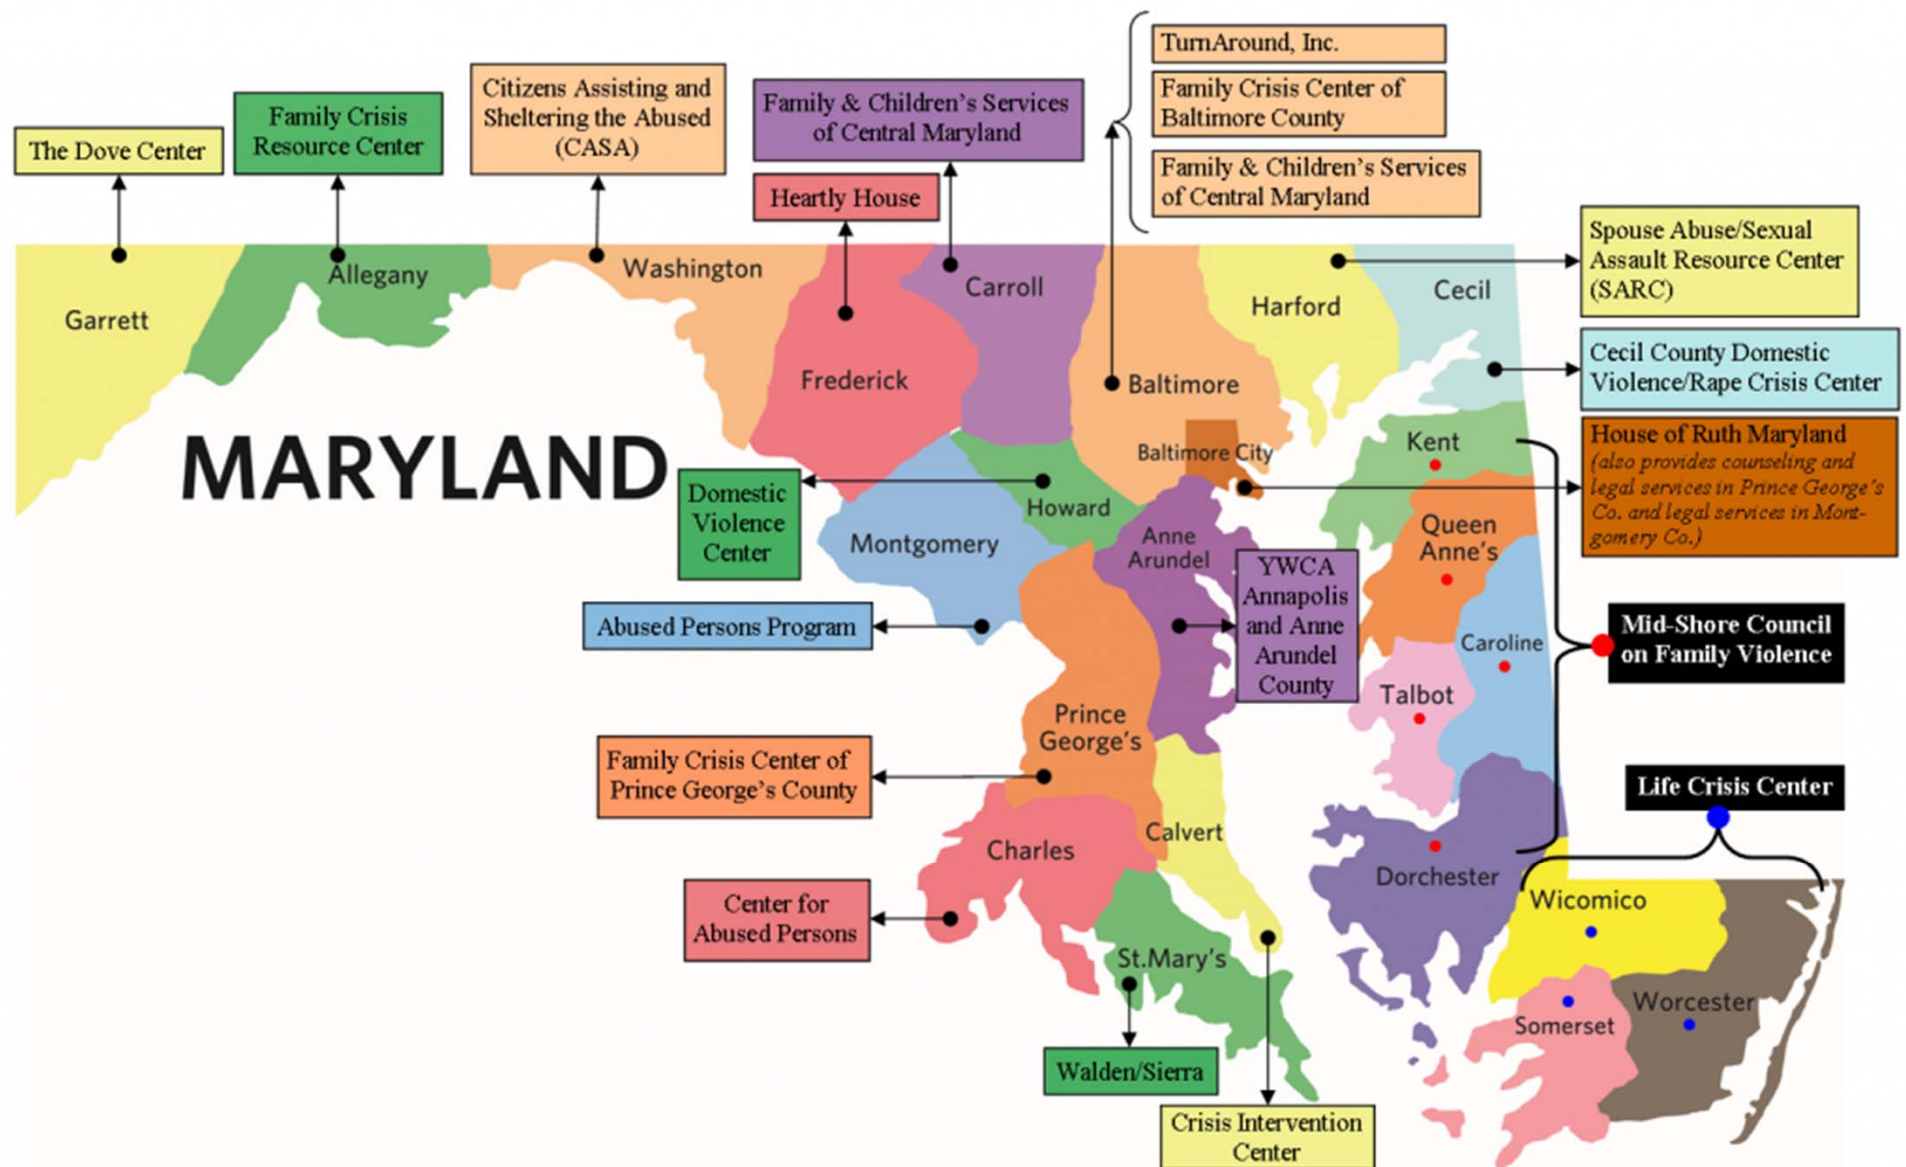 TurnAround, Inc.
Family Crisis Center of
Baltimore County
Family & Children's Services
of Central Maryland
Citizens Assisting and
Sheltering the Abused
(CASA)
Family & Children's Services
of Central Maryland
Family Crisis
Resource Center
The Dove Center
Heartly House
Spouse Abuse/Sexual
Assault Resource Center
(SARC)
Garrett
Allegany
Washington
Frederick
Carroll
Baltimore
Harford
Cecil
Cecil County Domestic
Violence/Rape Crisis Center
MARYLAND
Baltimore City
Kent
House of Ruth Maryland
(also provides counseling and
legal services in Prince George's
Co. and legal services in Mont-
gomery Co.)
Domestic
Violence
Center
Howard
Montgomery
Anne
Arundel
Queen
Anne's
YWCA
Annapolis
and Anne
Arundel
County
Abused Persons Program
Caroline
Mid-Shore Council
on Family Violence
Talbot
Prince
George's
Family Crisis Center of
Prince George's County
Life Crisis Center
Calvert
Charles
Dorchester
Wicomico
Center for
Abused Persons
St.Mary's
Somerset
Worcester
Walden/Sierra
Crisis Intervention
Center